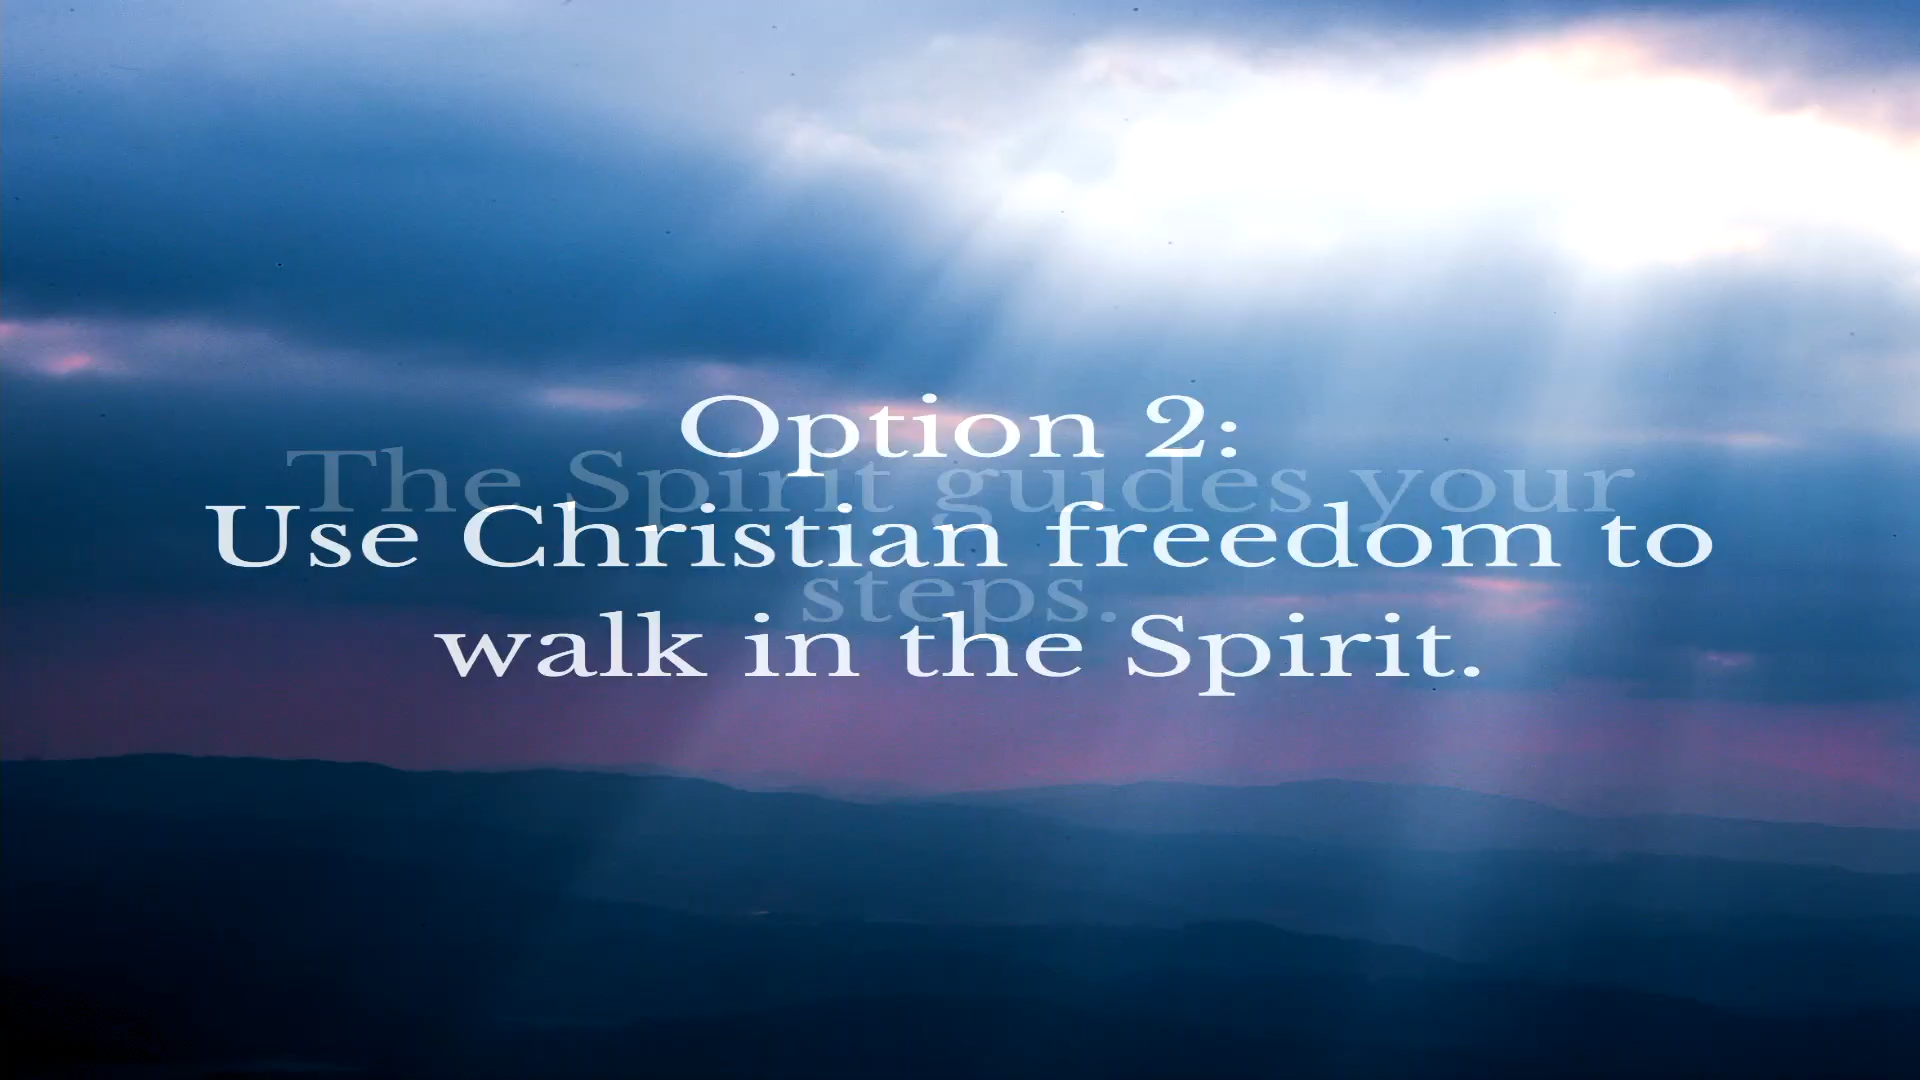 Option 2:
Use Christian freedom to
walk in the Spirit.
The Spirit guides your
steps.